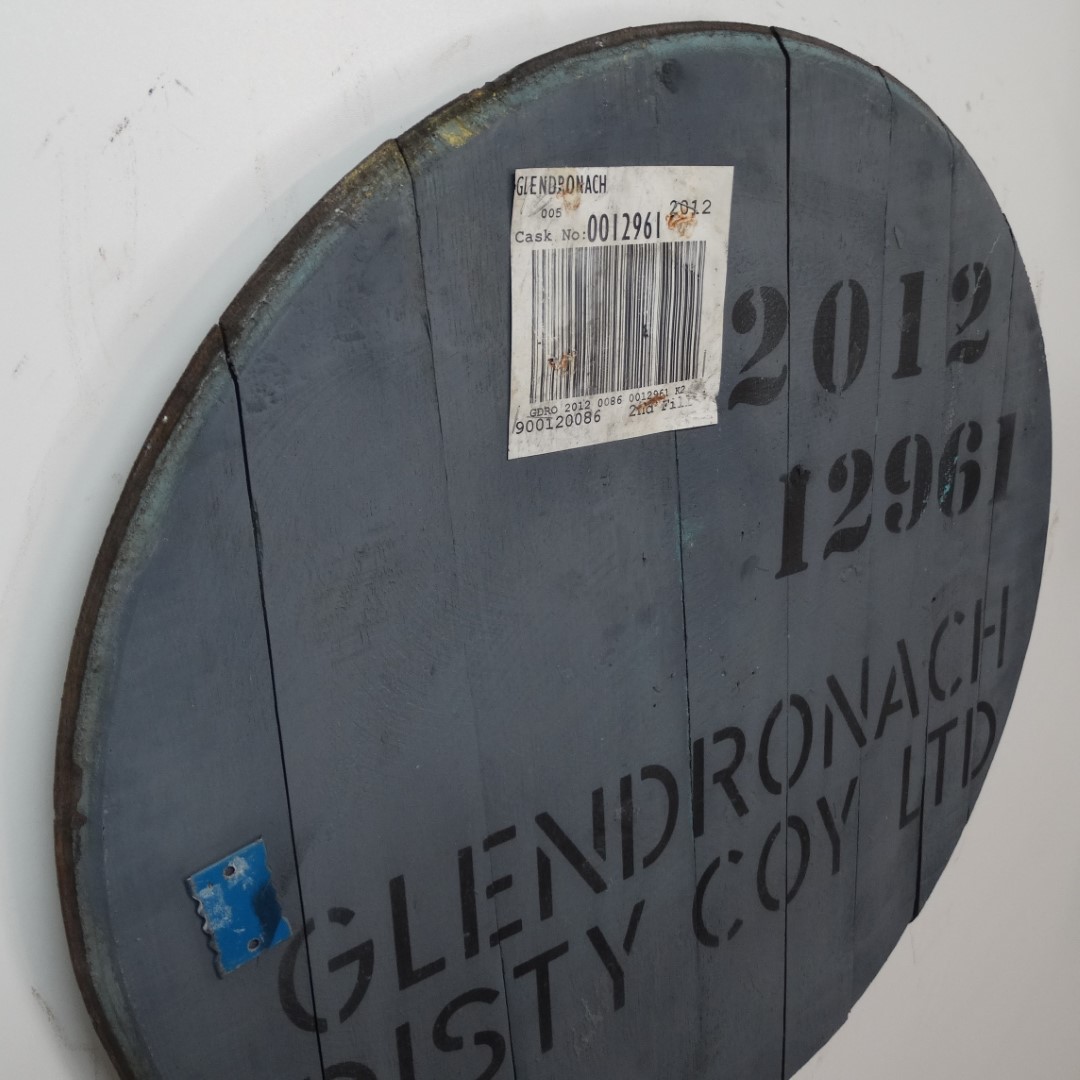 GLENDRONACH
005 2012
Cask No: 0012961
GDRO 2012 0086 0012961 K2
900120086 2nd Fill
2012
12961
GLENDRONACH
DISTY COY LTD